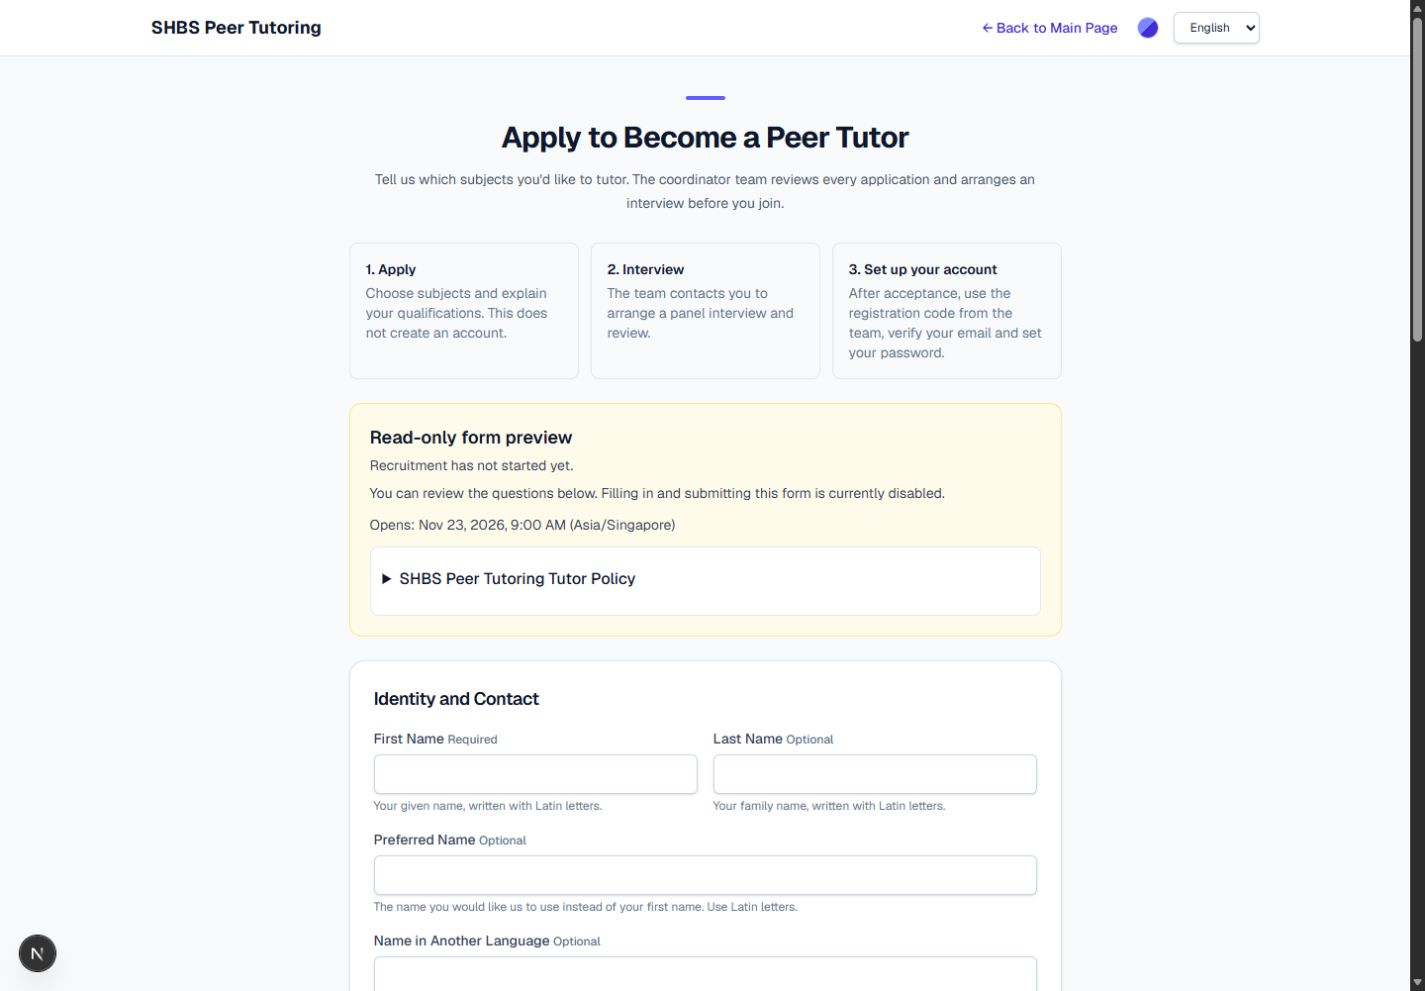 SHBS Peer Tutoring
← Back to Main Page
English
Apply to Become a Peer Tutor
Tell us which subjects you'd like to tutor. The coordinator team reviews every application and arranges an
interview before you join.
1. Apply
Choose subjects and explain
your qualifications. This does
not create an account.
2. Interview
The team contacts you to
arrange a panel interview and
review.
3. Set up your account
After acceptance, use the
registration code from the
team, verify your email and set
your password.
Read-only form preview
Recruitment has not started yet.
You can review the questions below. Filling in and submitting this form is currently disabled.
Opens: Nov 23, 2026, 9:00 AM (Asia/Singapore)
SHBS Peer Tutoring Tutor Policy
Identity and Contact
First Name Required
Your given name, written with Latin letters.
Last Name Optional
Your family name, written with Latin letters.
Preferred Name Optional
The name you would like us to use instead of your first name. Use Latin letters.
Name in Another Language Optional
N